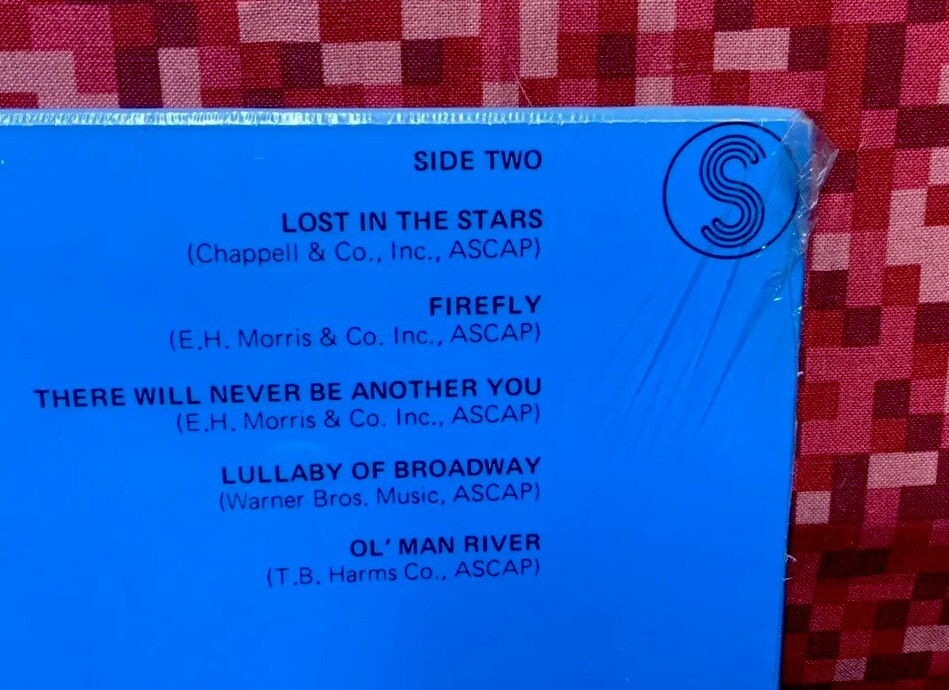 SIDE TWO
S
LOST IN THE STARS
(Chappell & Co., Inc., ASCAP)
FIREFLY
(E.H. Morris & Co. Inc., ASCAP)
THERE WILL NEVER BE ANOTHER YOU
(E.H. Morris & Co. Inc., ASCAP)
LULLABY OF BROADWAY
(Warner Bros. Music, ASCAP)
OL' MAN RIVER
(T.B. Harms Co., ASCAP)